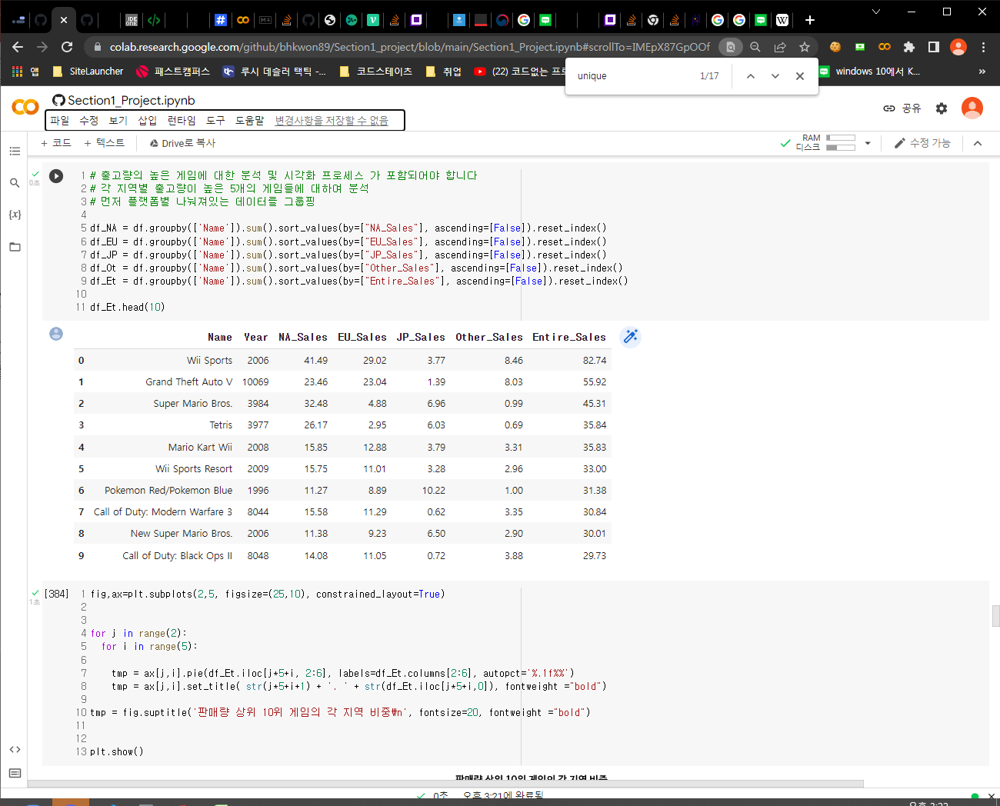 colab.research.google.com/github/bhkwon89/Section1_project/blob/main/Section1_Project.ipynb#scrollTo=IMEpX87GpOOf
앱 SiteLauncher 패스트캠퍼스 루시 데슬러 택틱 -... 코드스테이츠 취업 (22) 코드없는 프로 windows 10에서 K... »
unique 1/17
Section1_Project.ipynb
파일 수정 보기 삽입 런타임 도구 도움말 변경사항을 저장할 수 없음
공유
+ 코드 + 텍스트 Drive로 복사
RAM
디스크
수정 가능
0초
1 # 출고량의 높은 게임에 대한 분석 및 시각화 프로세스 가 포함되어야 합니다
2 # 각 지역별 출고량이 높은 5개의 게임들에 대하여 분석
3 # 먼저 플랫폼별 나눠져있는 데이터를 그룹핑
4
5 df_NA = df.groupby(['Name']).sum().sort_values(by=["NA_Sales"], ascending=[False]).reset_index()
6 df_EU = df.groupby(['Name']).sum().sort_values(by=["EU_Sales"], ascending=[False]).reset_index()
7 df_JP = df.groupby(['Name']).sum().sort_values(by=["JP_Sales"], ascending=[False]).reset_index()
8 df_Ot = df.groupby(['Name']).sum().sort_values(by=["Other_Sales"], ascending=[False]).reset_index()
9 df_Et = df.groupby(['Name']).sum().sort_values(by=["Entire_Sales"], ascending=[False]).reset_index()
10
11 df_Et.head(10)
Name Year NA_Sales EU_Sales JP_Sales Other_Sales Entire_Sales
0 Wii Sports 2006 41.49 29.02 3.77 8.46 82.74
1 Grand Theft Auto V 10069 23.46 23.04 1.39 8.03 55.92
2 Super Mario Bros. 3984 32.48 4.88 6.96 0.99 45.31
3 Tetris 3977 26.17 2.95 6.03 0.69 35.84
4 Mario Kart Wii 2008 15.85 12.88 3.79 3.31 35.83
5 Wii Sports Resort 2009 15.75 11.01 3.28 2.96 33.00
6 Pokemon Red/Pokemon Blue 1996 11.27 8.89 10.22 1.00 31.38
7 Call of Duty: Modern Warfare 3 8044 15.58 11.29 0.62 3.35 30.84
8 New Super Mario Bros. 2006 11.38 9.23 6.50 2.90 30.01
9 Call of Duty: Black Ops II 8048 14.08 11.05 0.72 3.88 29.73
1초
[384]
1 fig,ax=plt.subplots(2,5, figsize=(25,10), constrained_layout=True)
2
3
4 for j in range(2):
5 for i in range(5):
6
7 tmp = ax[j,i].pie(df_Et.iloc[j*5+i, 2:6], labels=df_Et.columns[2:6], autopct='%.1f%%')
8 tmp = ax[j,i].set_title( str(j*5+i+1) + '. ' + str(df_Et.iloc[j*5+i,0]), fontweight ="bold")
9
10 tmp = fig.suptitle('판매량 상위 10위 게임의 각 지역 비중₩n', fontsize=20, fontweight ="bold")
11
12
13 plt.show()
판매량 상위 10위 게임의 각 지역 비중
0초 오후 3:21에 완료됨